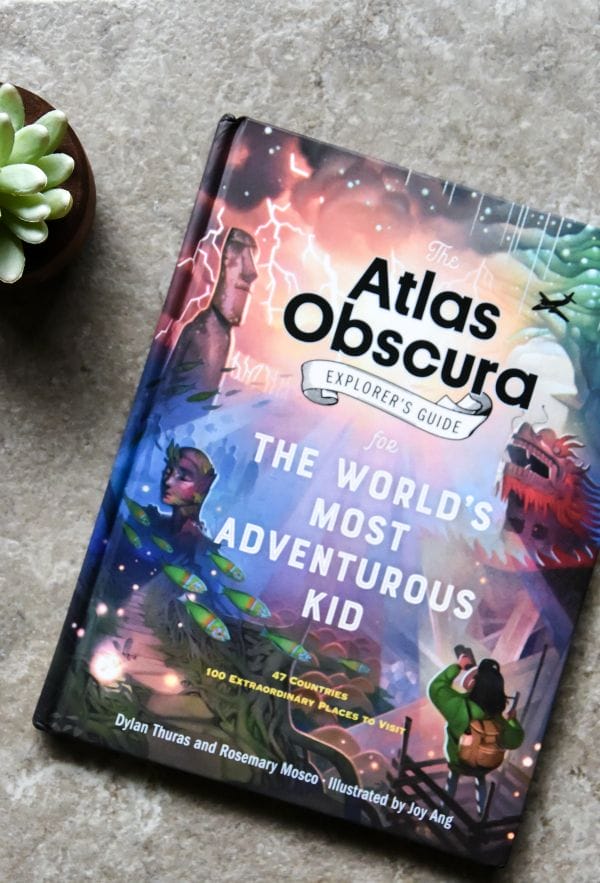 The
Atlas
Obscura
EXPLORER'S GUIDE
for
THE WORLD'S
MOST
ADVENTUROUS
KID
47 COUNTRIES
100 EXTRAORDINARY PLACES TO VISIT
Dylan Thuras and Rosemary Mosco · Illustrated by Joy Ang